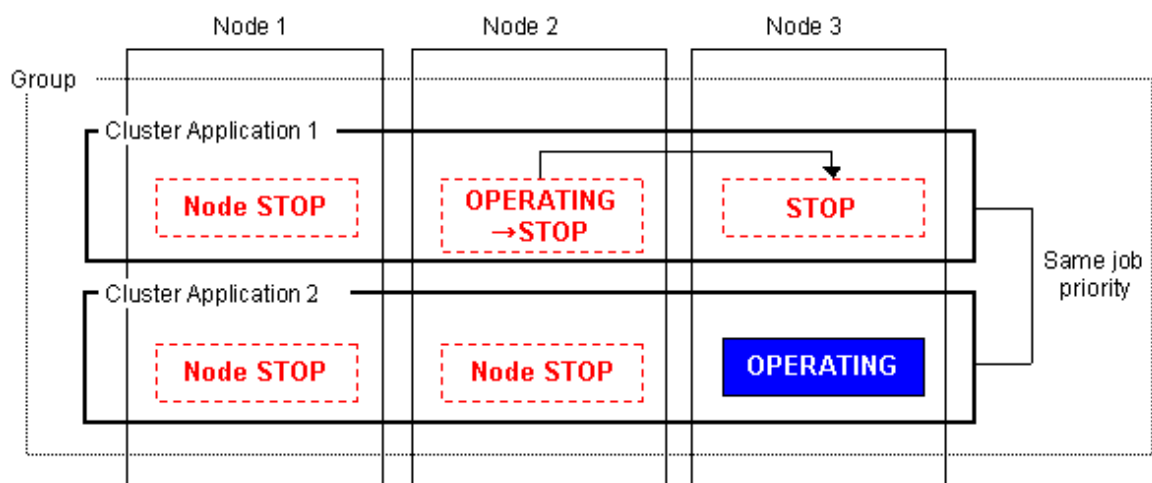 Node 1
Node 2
Node 3
Group
Cluster Application 1
Node STOP
OPERATING
→STOP
STOP
Same job
priority
Cluster Application 2
Node STOP
Node STOP
OPERATING